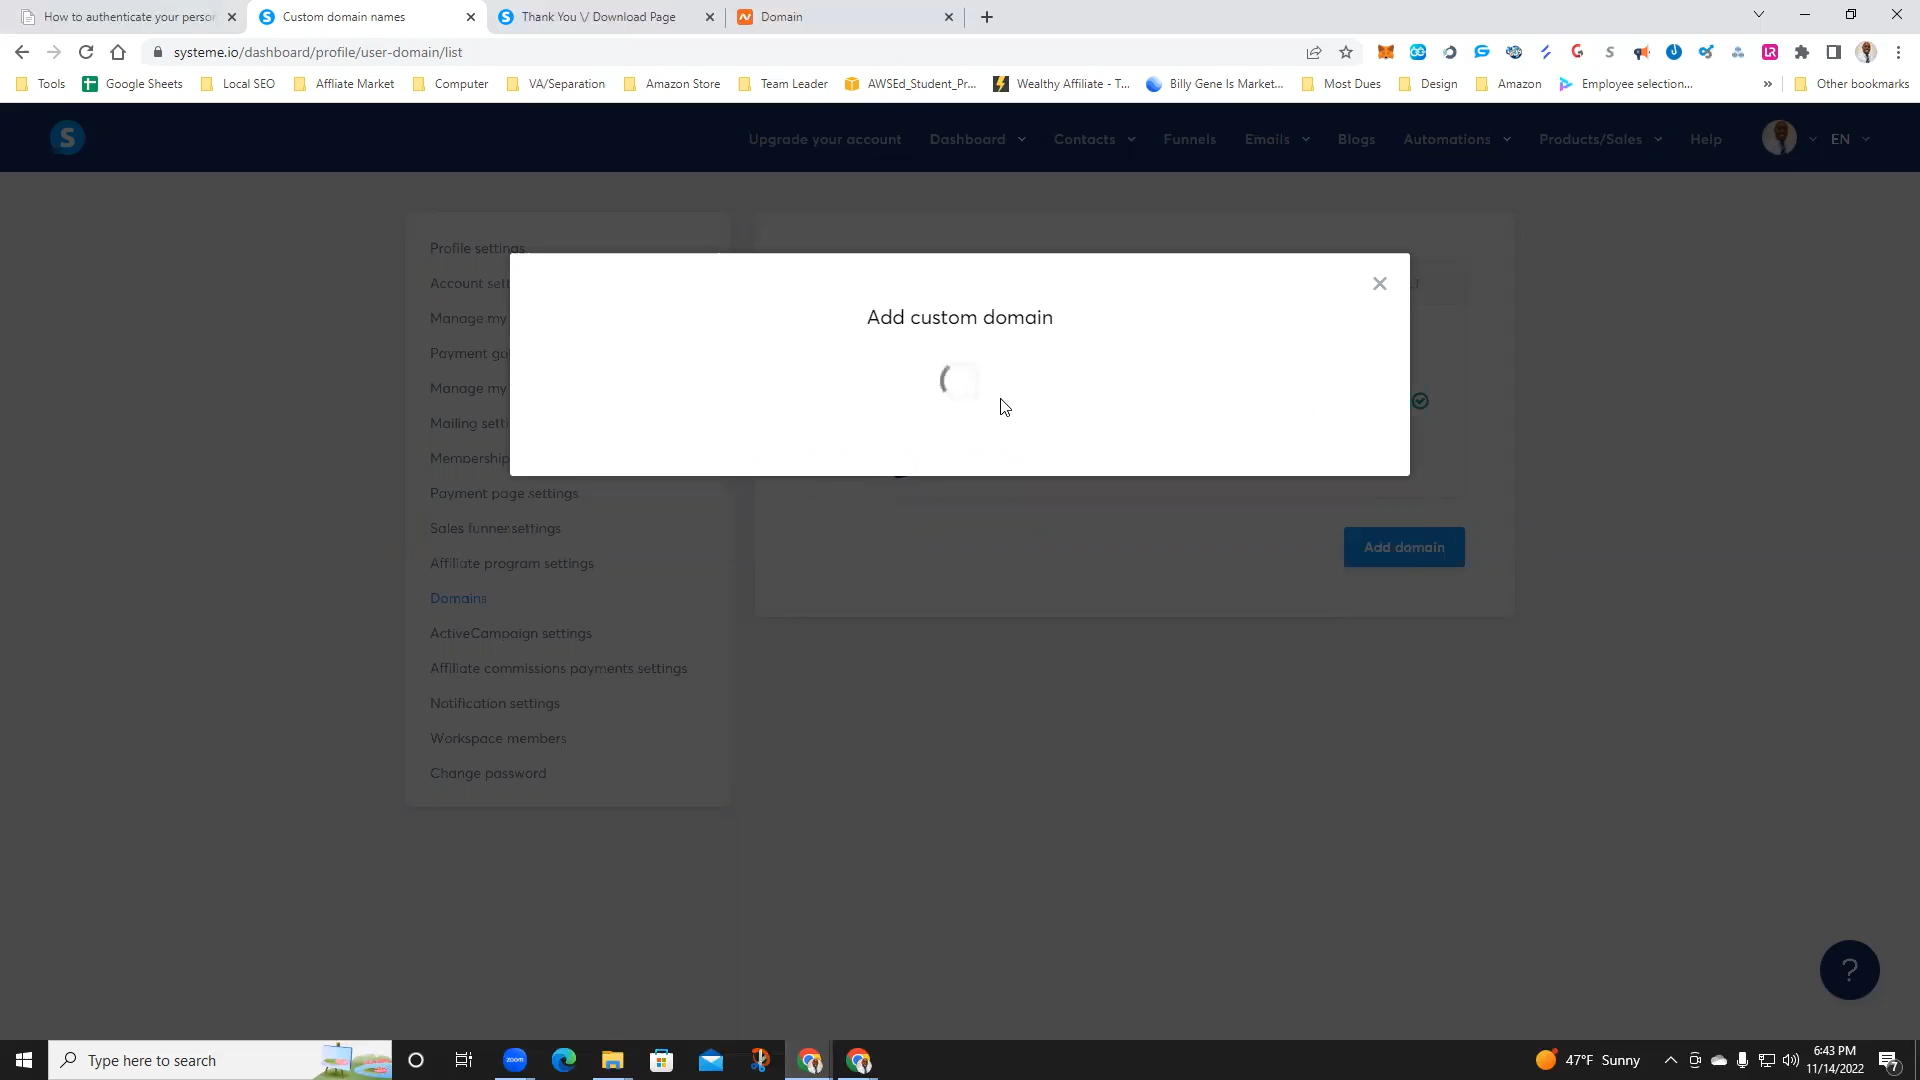 How to authenticate your perso
Custom domain names
Thank You \/ Download Page
Domain
systeme.io/dashboard/profile/user-domain/list
Tools
Google Sheets
Local SEO
Affliate Market
Computer
VA/Separation
Amazon Store
Team Leader
AWSEd_Student_Pr...
Wealthy Affiliate - T...
Billy Gene Is Market...
Most Dues
Design
Amazon
Employee selection...
Other bookmarks
S
Upgrade your account
Dashboard
Contacts
Funnels
Emails
Blogs
Automations
Products/Sales
Help
EN
Profile settings
Account sett
Manage my
Payment ga
Manage my
Mailing setti
Membership
Payment page settings
Sales funnel settings
Affiliate program settings
Domains
ActiveCampaign settings
Affiliate commissions payments settings
Notification settings
Workspace members
Change password
Add custom domain
Add domain
?
Type here to search
zoom
47°F Sunny
6:43 PM
11/14/2022
7